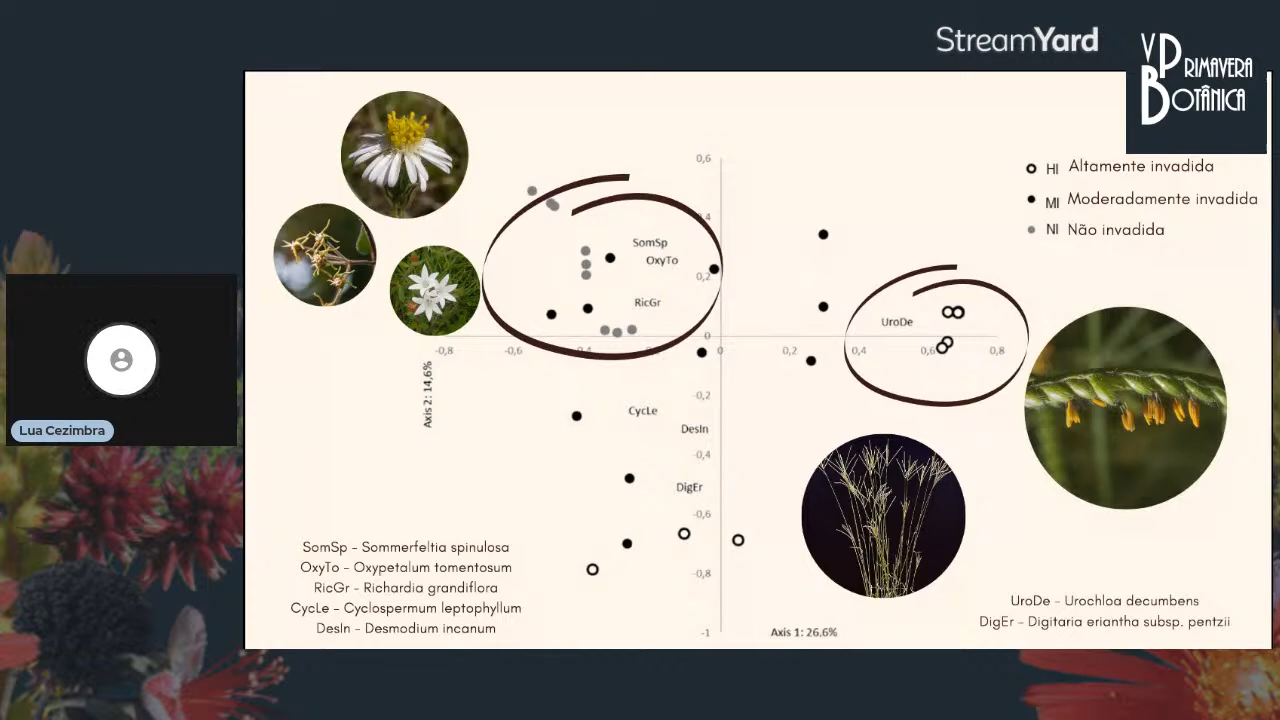 StreamYard
V PRIMAVERA
BOTÂNICA
HI Altamente invadida
MI Moderadamente invadida
NI Não invadida
0,6
0,4
SomSp
OxyTo
0,2
RicGr
UroDe
0
-0,8
-0,6
-0,4
-0,2
0
0,2
0,4
0,6
0,8
Axis 2: 14,6%
-0,2
CycLe
DesIn
-0,4
DigEr
-0,6
-0,8
-1
Axis 1: 26,6%
Lua Cezimbra
SomSp - Sommerfeltia spinulosa
OxyTo - Oxypetalum tomentosum
RicGr - Richardia grandiflora
CycLe - Cyclospermum leptophyllum
DesIn - Desmodium incanum
UroDe - Urochloa decumbens
DigEr - Digitaria eriantha subsp. pentzii